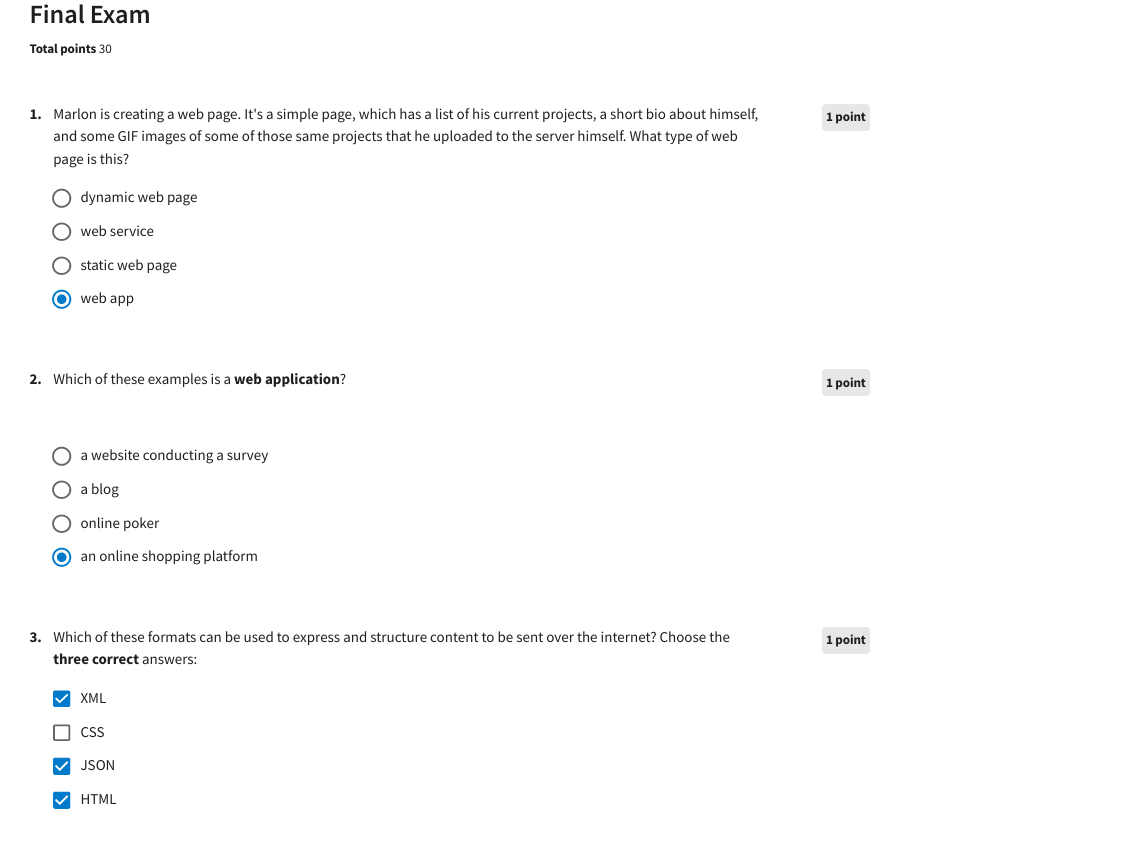 Final Exam
Total points 30
1. Marlon is creating a web page. It's a simple page, which has a list of his current projects, a short bio about himself,
and some GIF images of some of those same projects that he uploaded to the server himself. What type of web
page is this?
1 point
dynamic web page
web service
static web page
web app
2. Which of these examples is a web application?
1 point
a website conducting a survey
a blog
online poker
an online shopping platform
3. Which of these formats can be used to express and structure content to be sent over the internet? Choose the
three correct answers:
1 point
XML
CSS
JSON
HTML